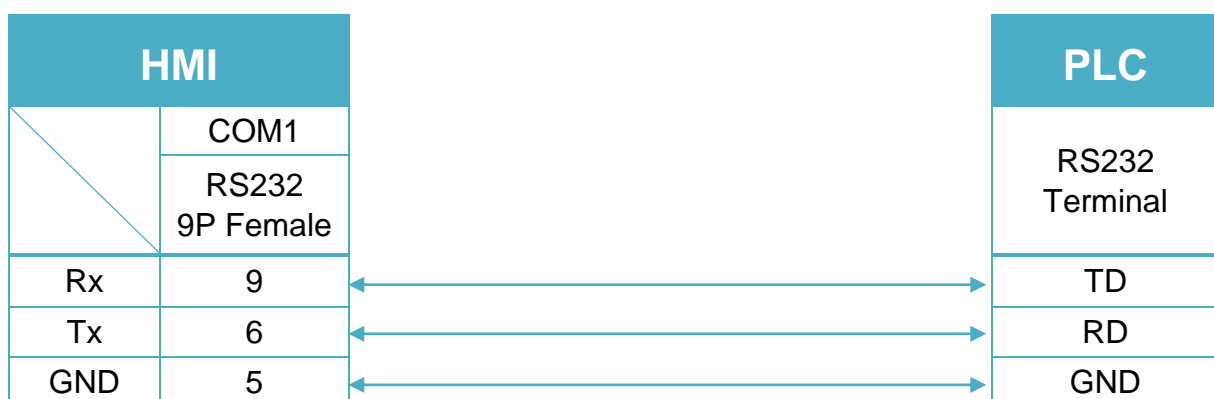 HMI PLC
COM1
RS232
9P Female
RS232
Terminal
Rx 9 TD
Tx 6 RD
GND 5 GND